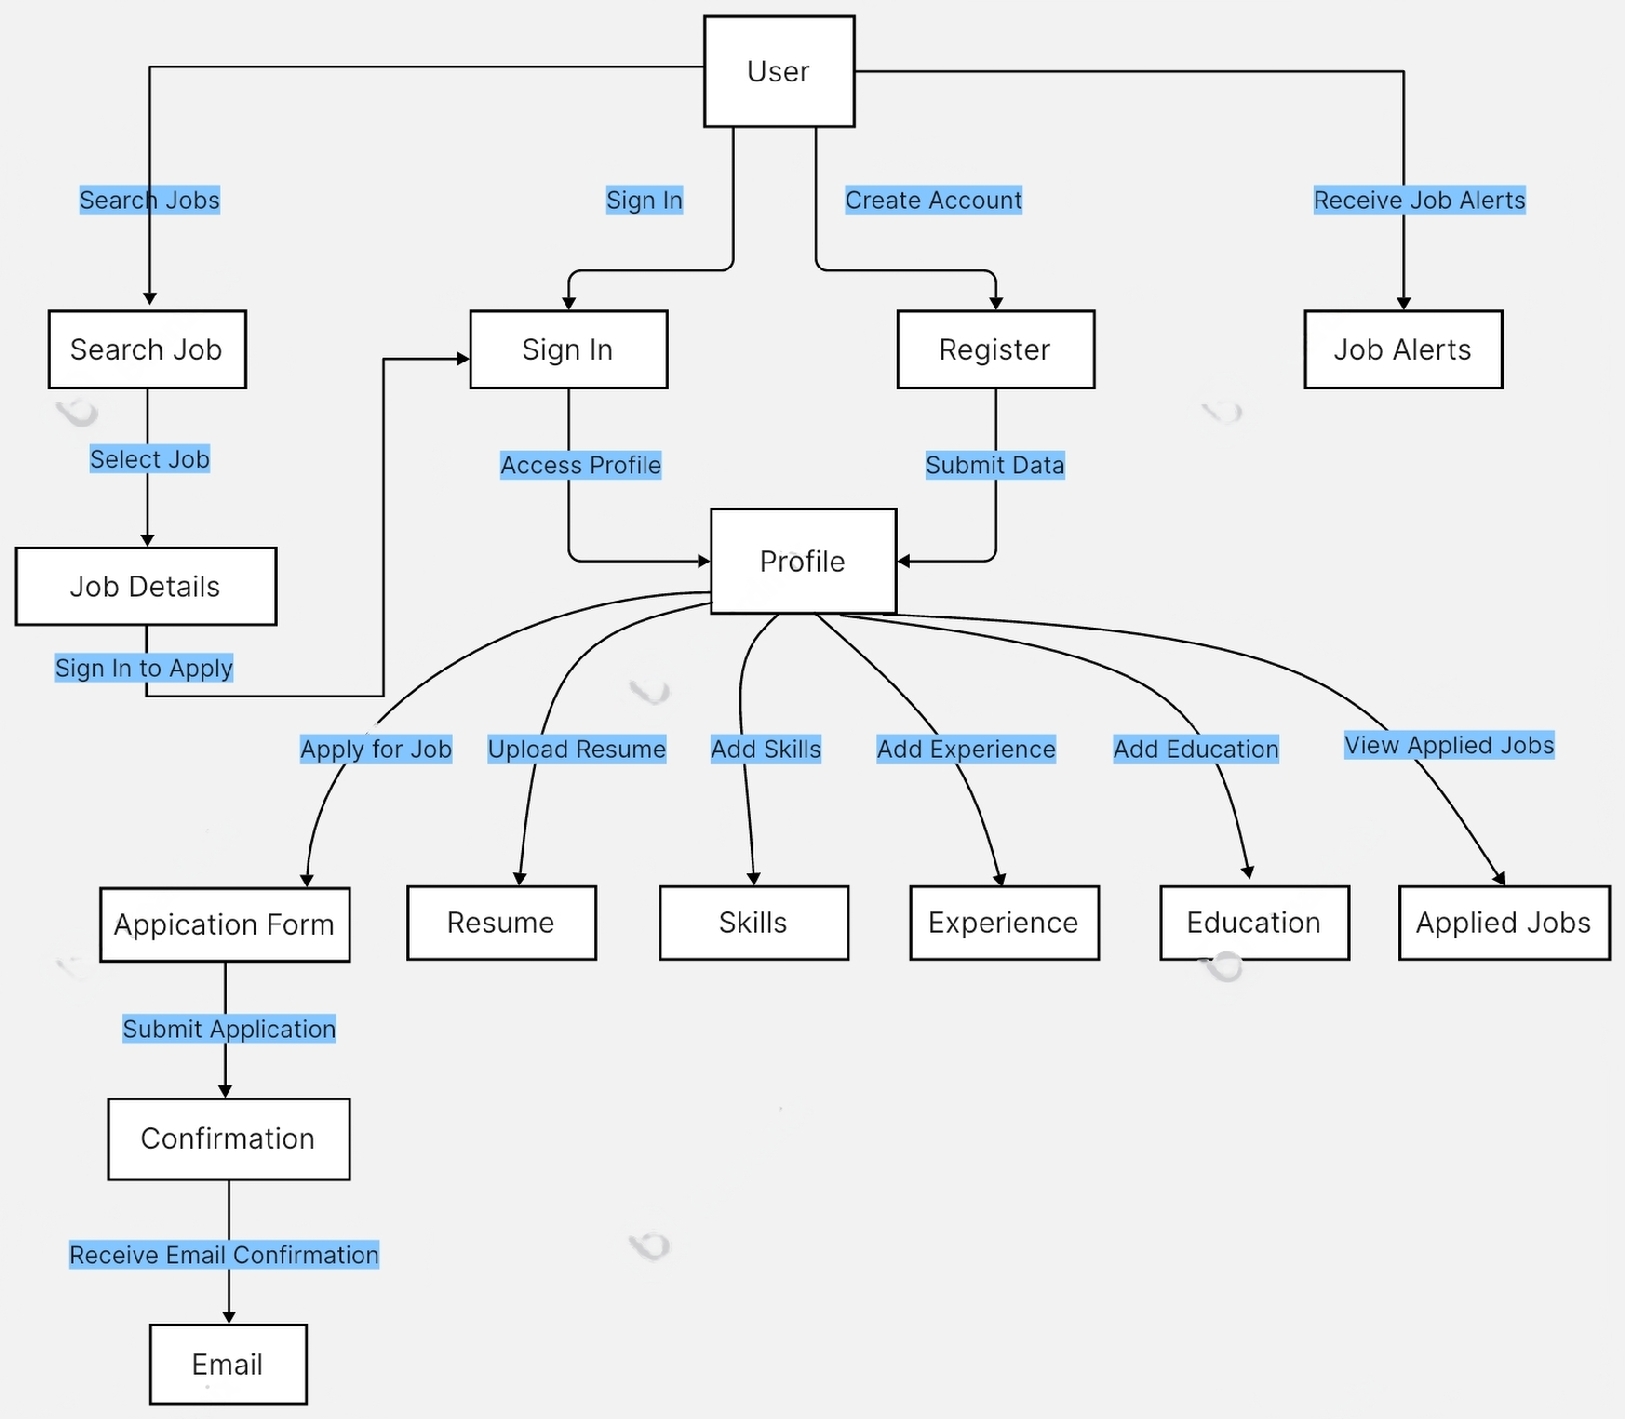 User
Search Jobs
Sign In
Create Account
Receive Job Alerts
Search Job
Sign In
Register
Job Alerts
Select Job
Access Profile
Submit Data
Profile
Job Details
Sign In to Apply
Apply for Job
Upload Resume
Add Skills
Add Experience
Add Education
View Applied Jobs
Appication Form
Resume
Skills
Experience
Education
Applied Jobs
Submit Application
Confirmation
Receive Email Confirmation
Email